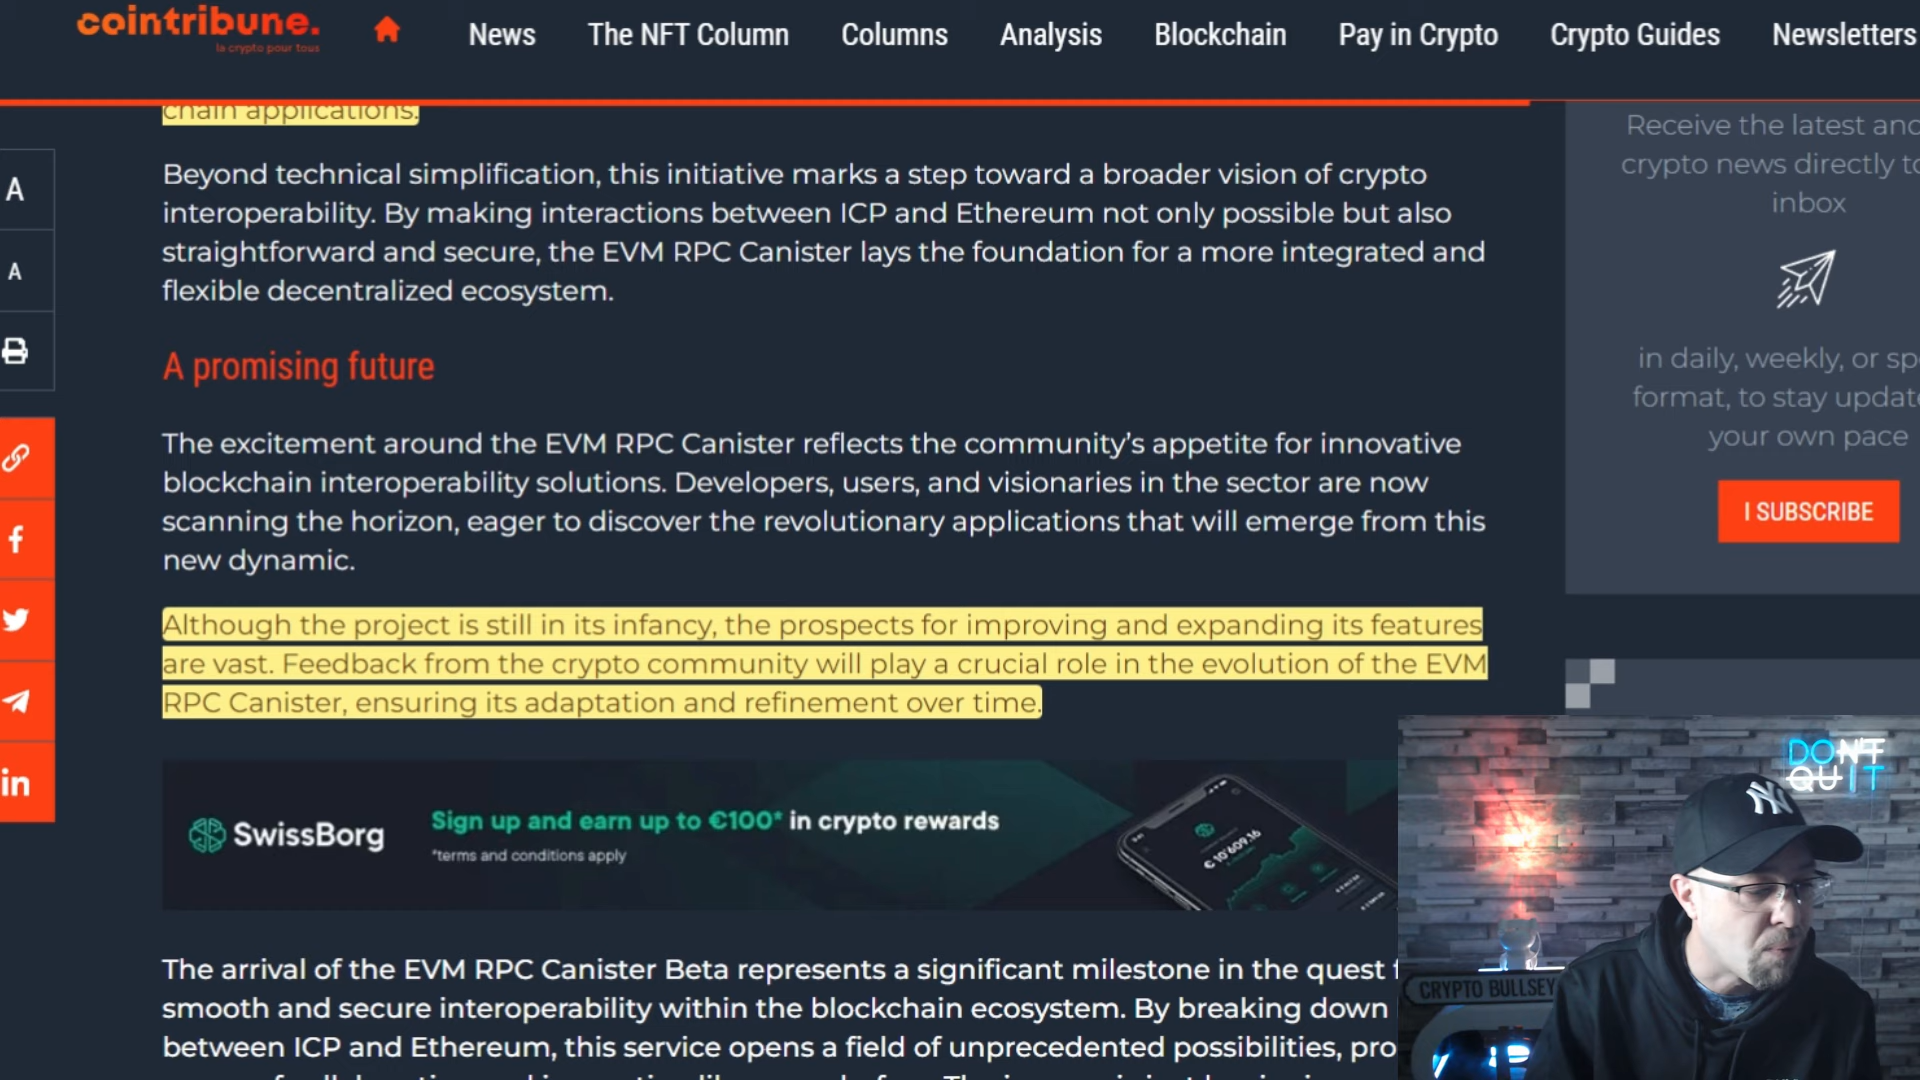 cointribune.
la crypto pour tous
News
The NFT Column
Columns
Analysis
Blockchain
Pay in Crypto
Crypto Guides
Newsletters
chain applications.
Beyond technical simplification, this initiative marks a step toward a broader vision of crypto
interoperability. By making interactions between ICP and Ethereum not only possible but also
straightforward and secure, the EVM RPC Canister lays the foundation for a more integrated and
flexible decentralized ecosystem.
A promising future
The excitement around the EVM RPC Canister reflects the community's appetite for innovative
blockchain interoperability solutions. Developers, users, and visionaries in the sector are now
scanning the horizon, eager to discover the revolutionary applications that will emerge from this
new dynamic.
Although the project is still in its infancy, the prospects for improving and expanding its features
are vast. Feedback from the crypto community will play a crucial role in the evolution of the EVM
RPC Canister, ensuring its adaptation and refinement over time.
SwissBorg
Sign up and earn up to €100* in crypto rewards
*terms and conditions apply
€10'609.16
The arrival of the EVM RPC Canister Beta represents a significant milestone in the quest
smooth and secure interoperability within the blockchain ecosystem. By breaking down
between ICP and Ethereum, this service opens a field of unprecedented possibilities, pro
A
A
f
in
Receive the latest and
crypto news directly to
inbox
in daily, weekly, or sp
format, to stay update
your own pace
I SUBSCRIBE
DON'T
QUIT
NY
CRYPTO BULLSEY